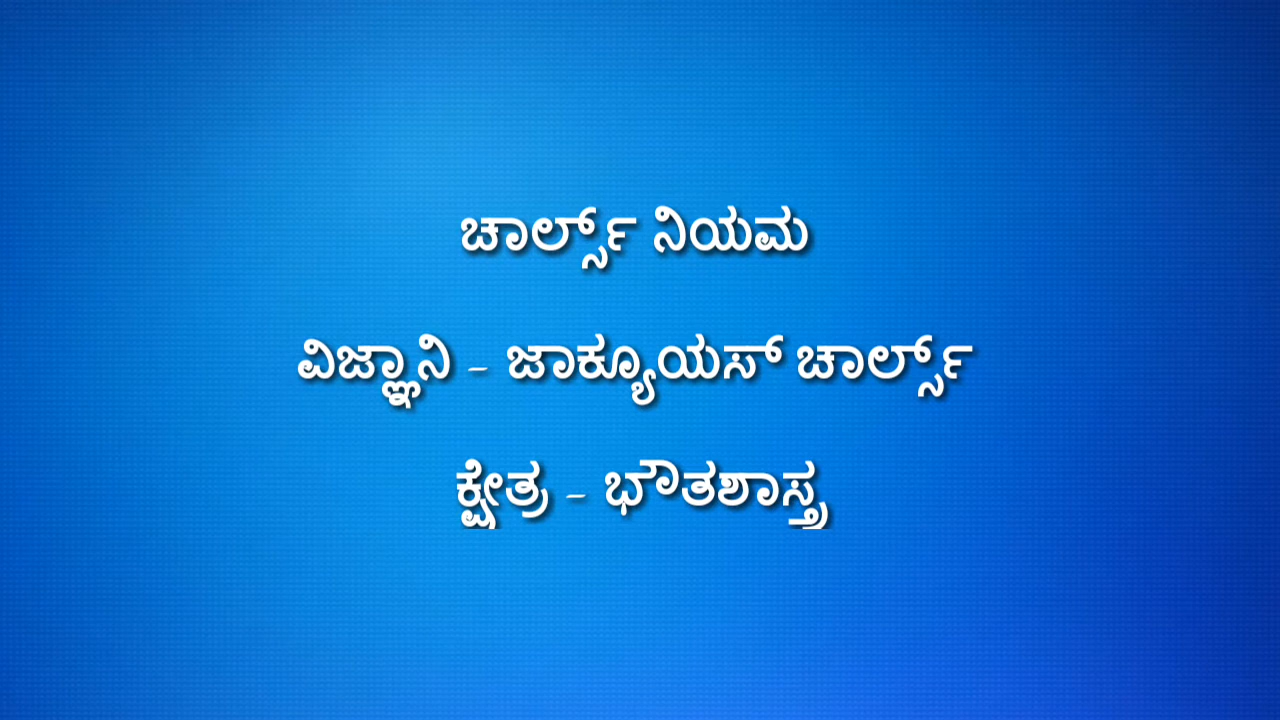 ಚಾರ್ಲ್ಸ್ ನಿಯಮ
ವಿಜ್ಞಾನಿ - ಜಾಕ್ಯೂಯಸ್ ಚಾರ್ಲ್ಸ್
ಕ್ಷೇತ್ರ - ಭೌತಶಾಸ್ತ್ರ